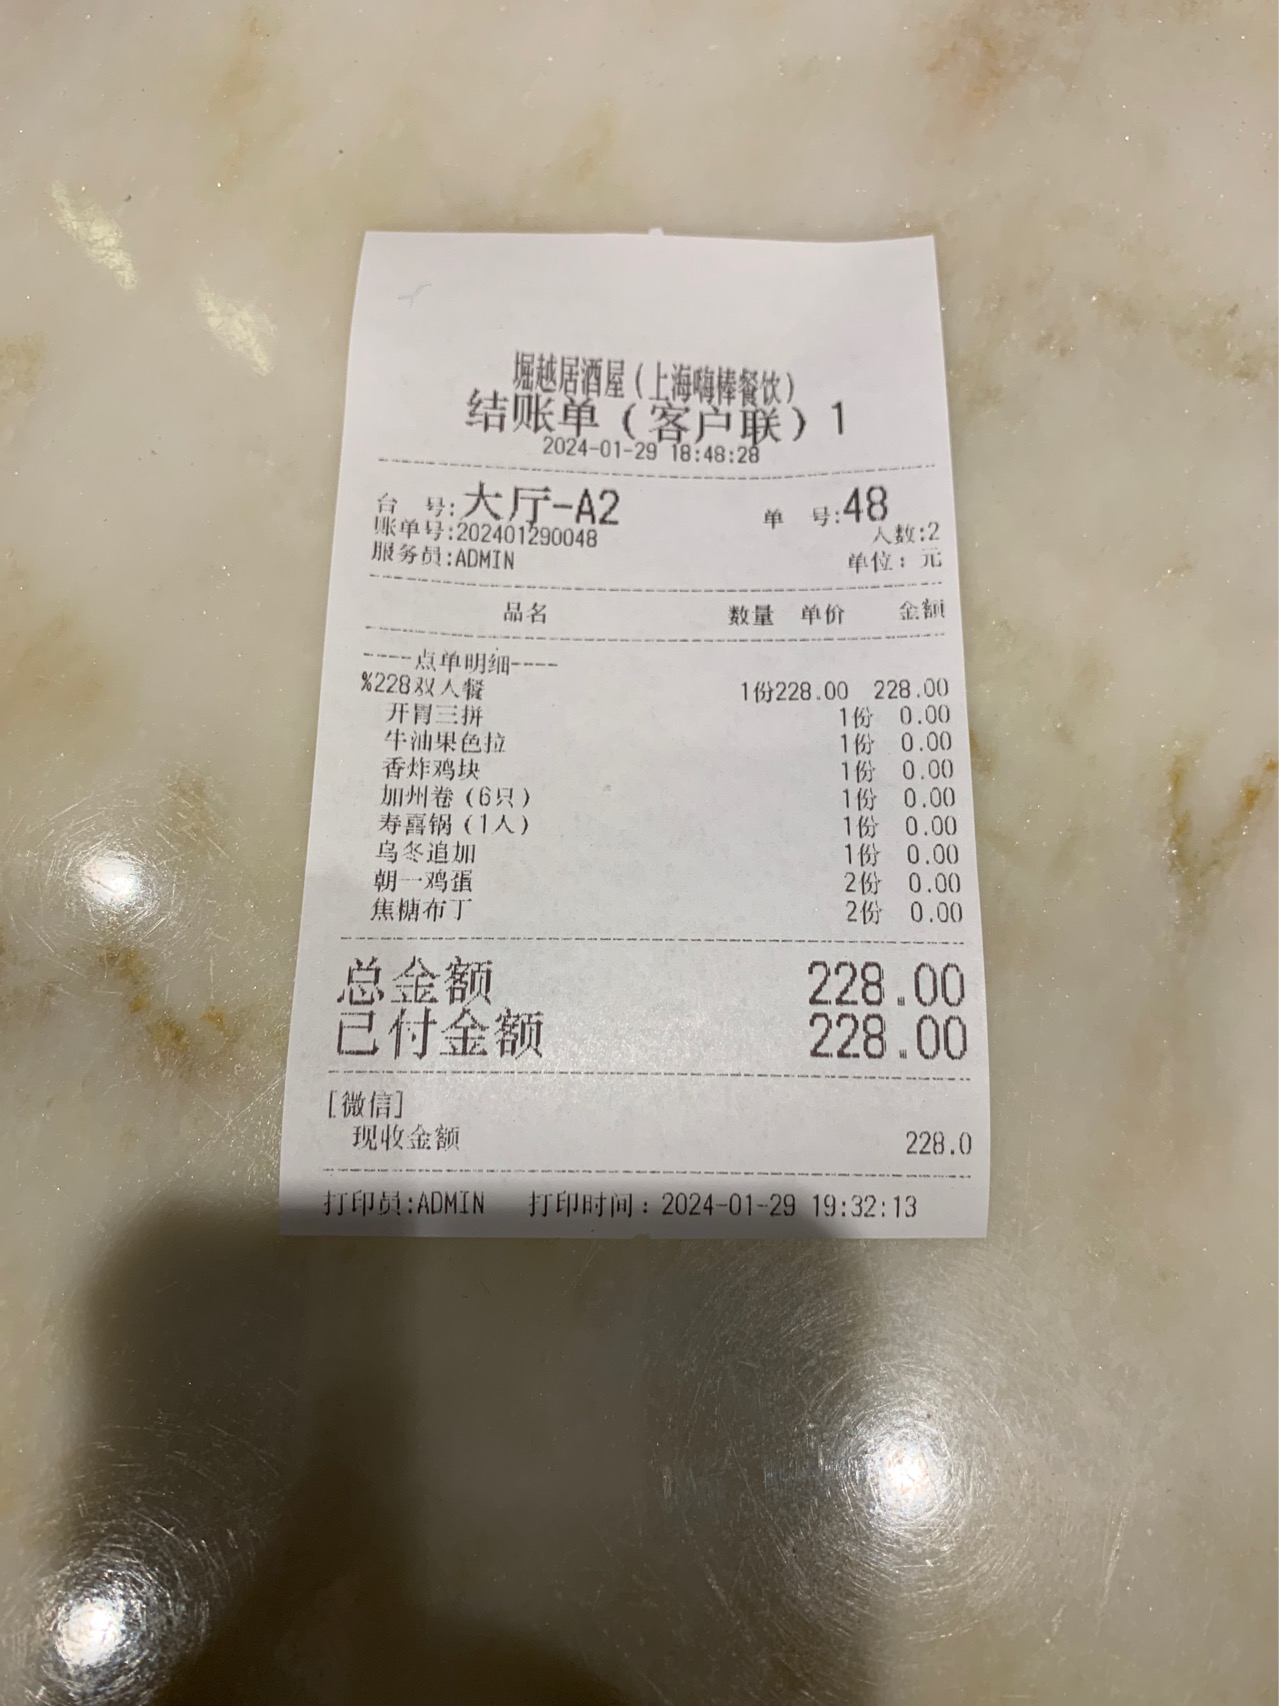 堀越居酒屋（上海嗨棒餐饮）
结账单（客户联）1
2024-01-29 18:48:28
台 号:大厅-A2 单 号:48
账单号:202401290048 人数:2
服务员:ADMIN 单位：元
品名 数量 单价 金额
----点单明细----
%228双人餐 1份228.00 228.00
开胃三拼 1份 0.00
牛油果色拉 1份 0.00
香炸鸡块 1份 0.00
加州卷（6只） 1份 0.00
寿喜锅（1人） 1份 0.00
乌冬追加 1份 0.00
朝一鸡蛋 2份 0.00
焦糖布丁 2份 0.00
总金额 228.00
已付金额 228.00
[微信]
现收金额 228.0
打印员:ADMIN 打印时间：2024-01-29 19:32:13